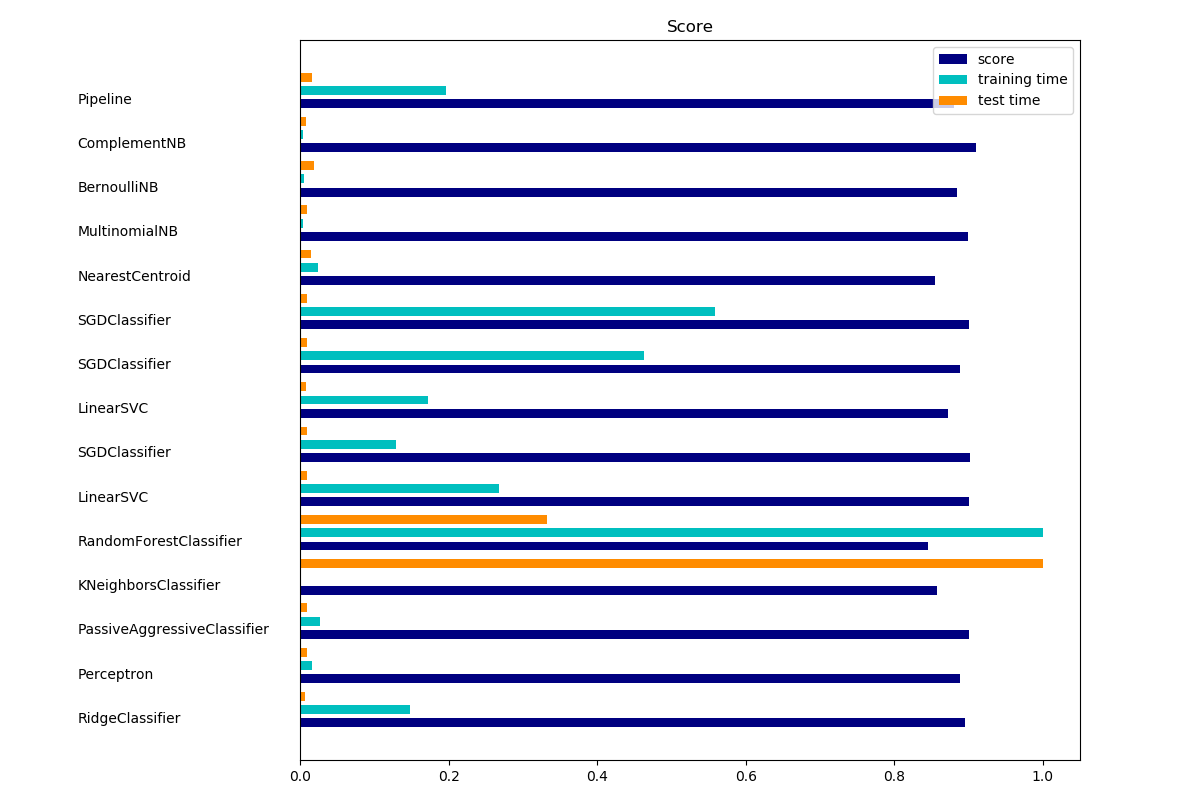 Score
score
training time
test time
Pipeline
ComplementNB
BernoulliNB
MultinomialNB
NearestCentroid
SGDClassifier
SGDClassifier
LinearSVC
SGDClassifier
LinearSVC
RandomForestClassifier
KNeighborsClassifier
PassiveAggressiveClassifier
Perceptron
RidgeClassifier
0.0 0.2 0.4 0.6 0.8 1.0